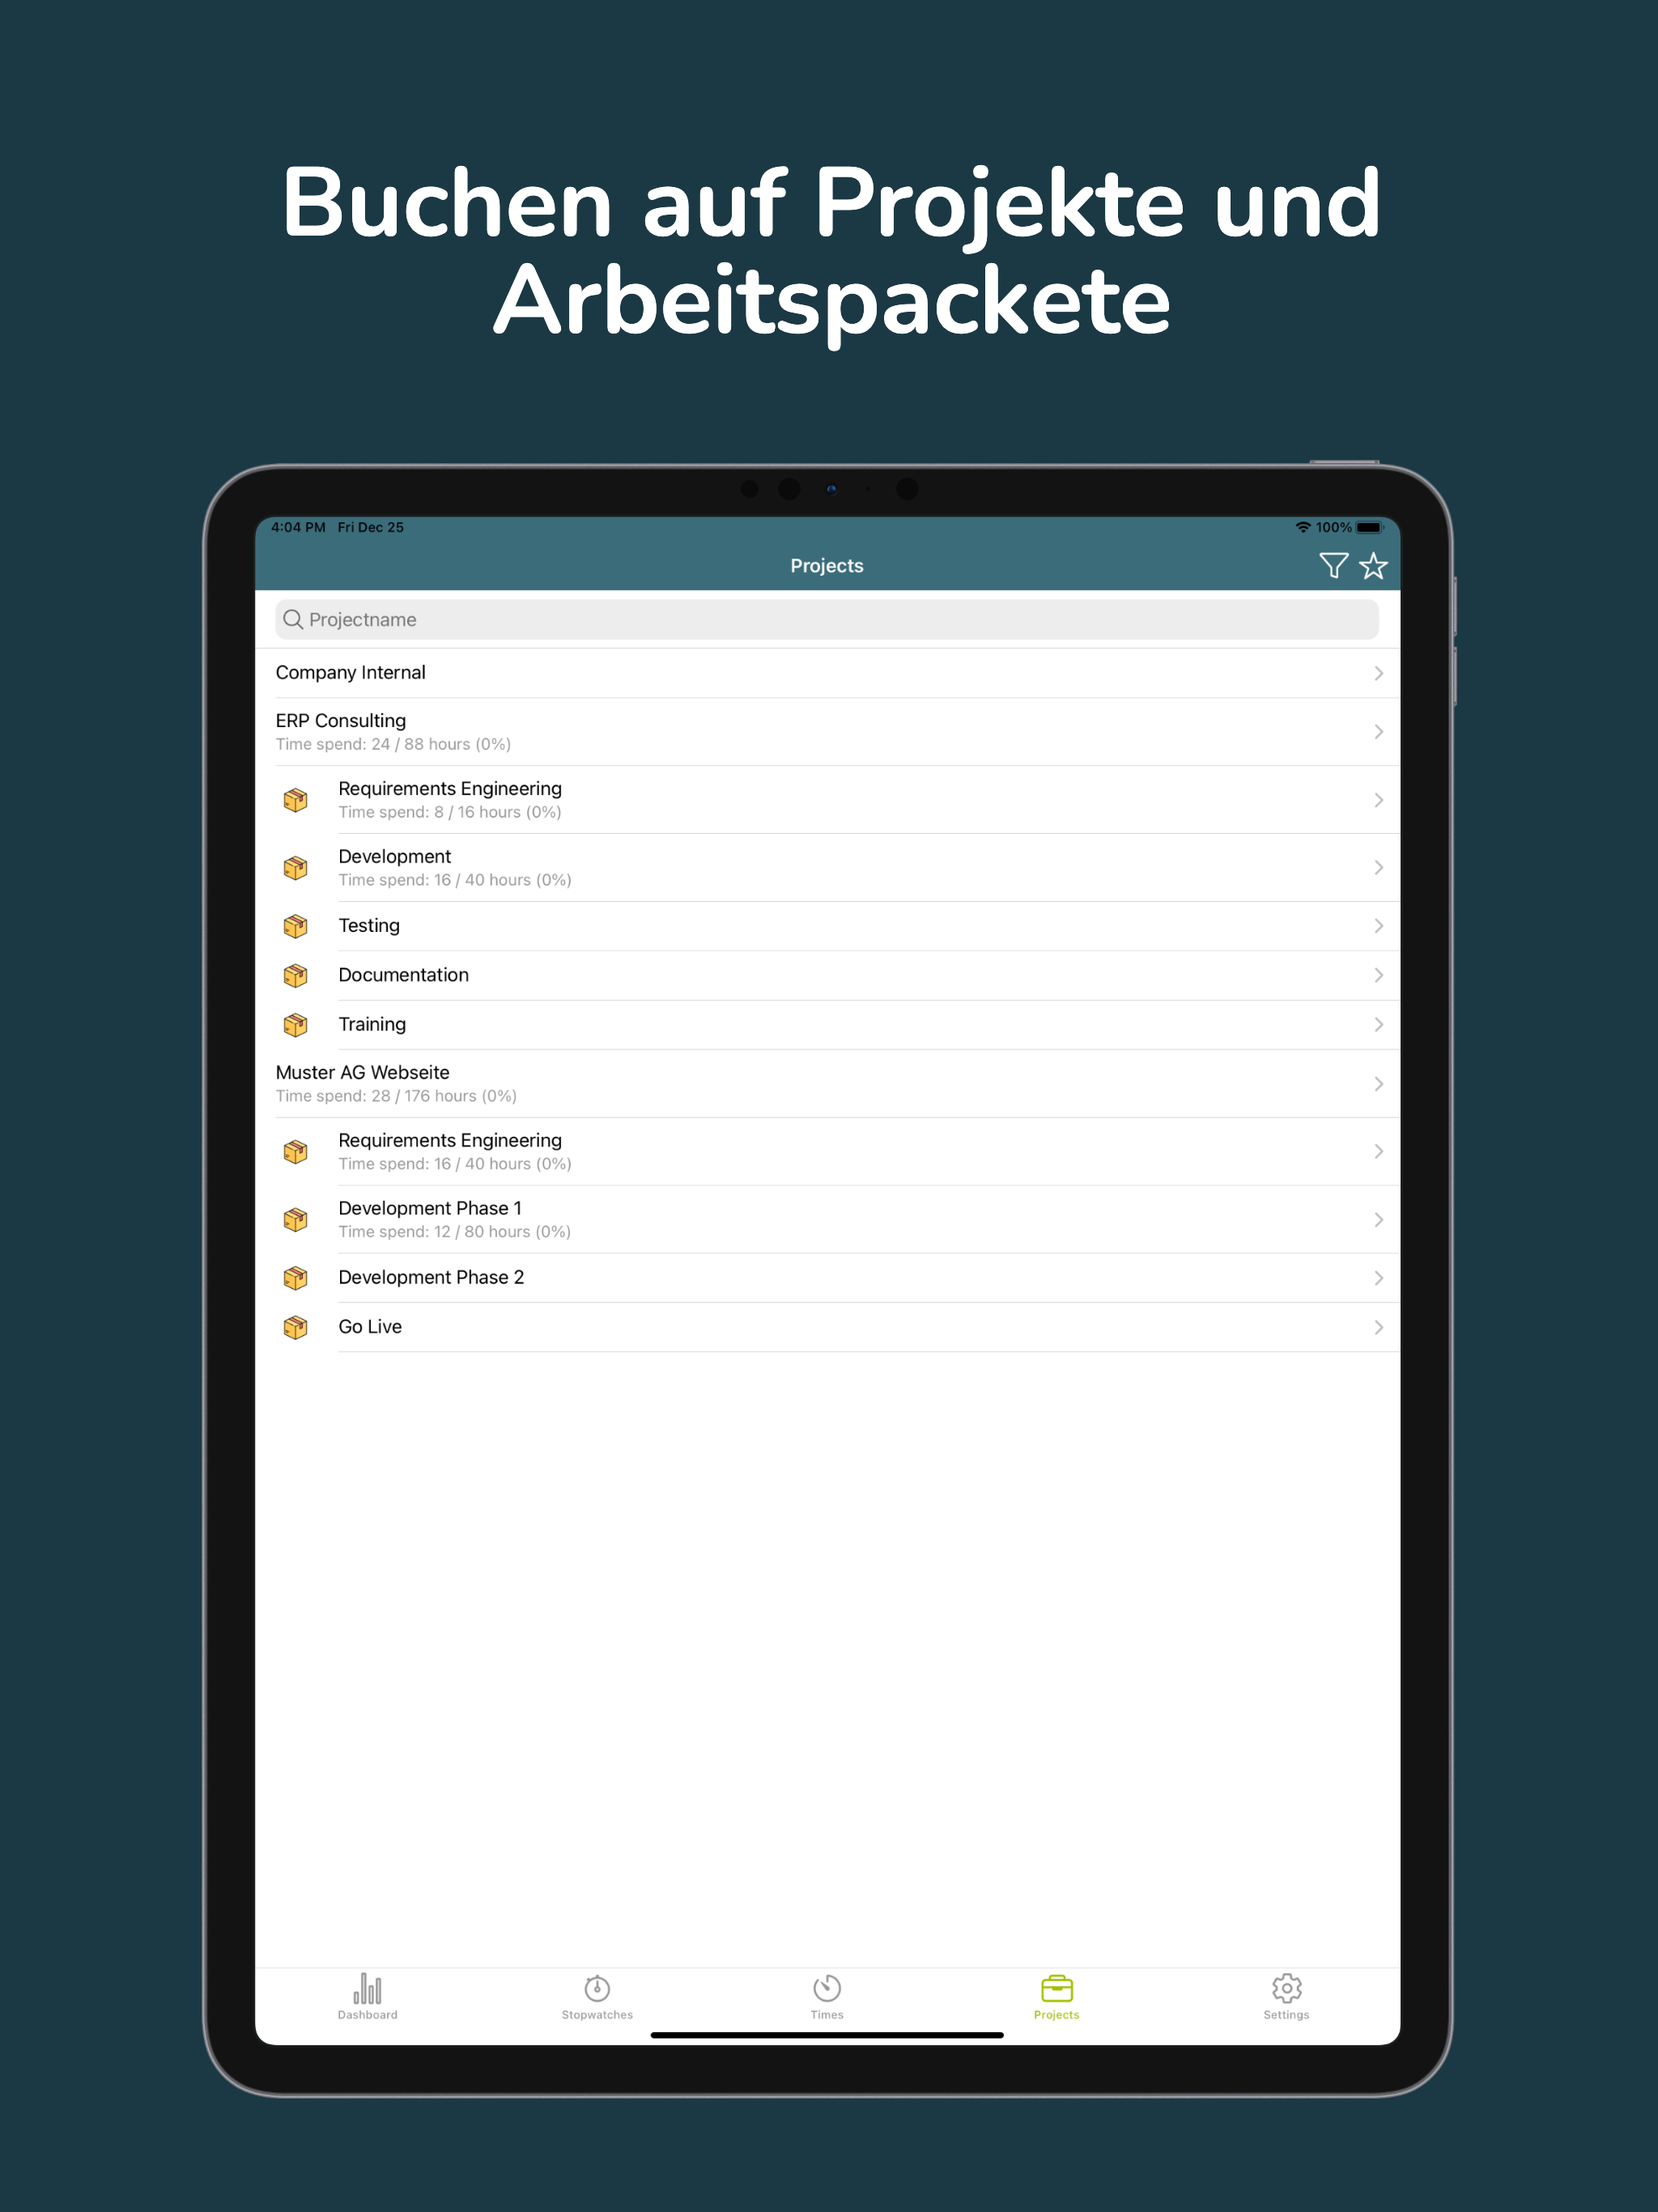 Buchen auf Projekte und
Arbeitspackete
4:04 PM Fri Dec 25
100%
Projects
Projectname
Company Internal
ERP Consulting
Time spend: 24 / 88 hours (0%)
Requirements Engineering
Time spend: 8 / 16 hours (0%)
Development
Time spend: 16 / 40 hours (0%)
Testing
Documentation
Training
Muster AG Webseite
Time spend: 28 / 176 hours (0%)
Requirements Engineering
Time spend: 16 / 40 hours (0%)
Development Phase 1
Time spend: 12 / 80 hours (0%)
Development Phase 2
Go Live
Dashboard Stopwatches Times Projects Settings